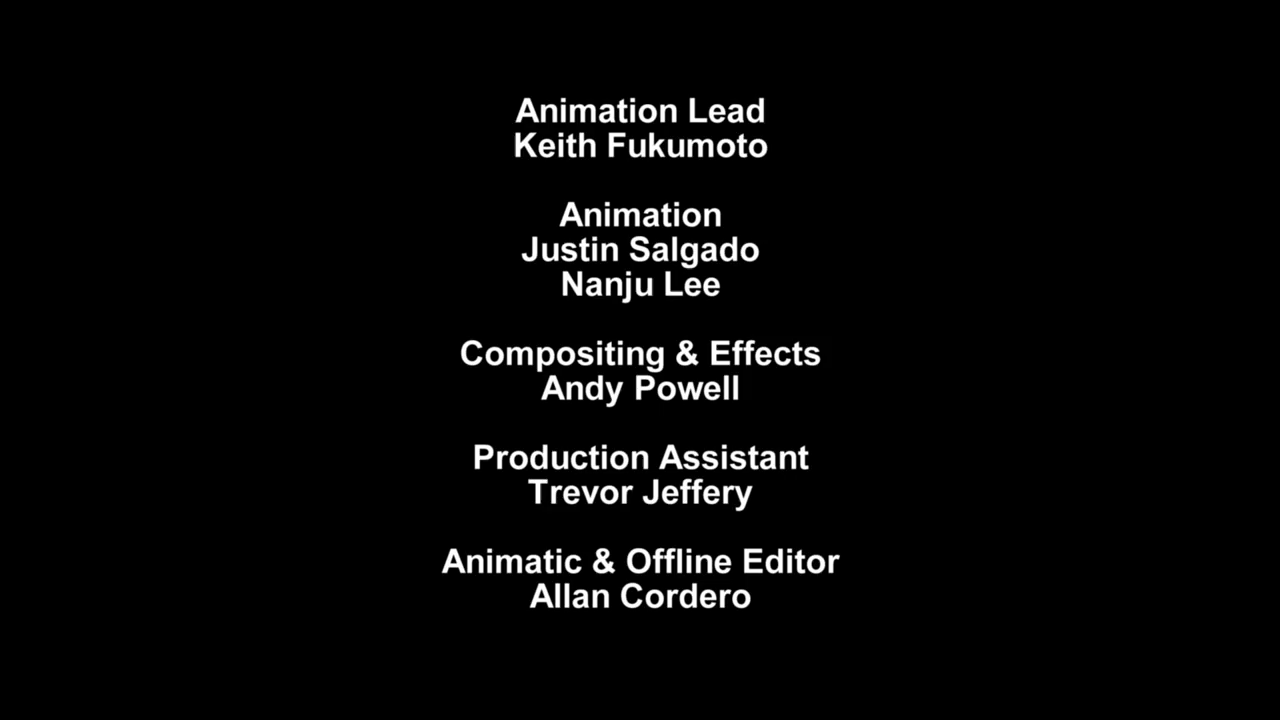 Animation Lead
Keith Fukumoto
Animation
Justin Salgado
Nanju Lee
Compositing & Effects
Andy Powell
Production Assistant
Trevor Jeffery
Animatic & Offline Editor
Allan Cordero